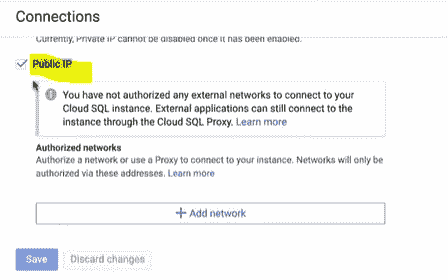 Connections
Currently, Private IP cannot be disabled once it has been enabled.
Public IP
You have not authorized any external networks to connect to your
Cloud SQL instance. External applications can still connect to the
instance through the Cloud SQL Proxy. Learn more
Authorized networks
Authorize a network or use a Proxy to connect to your instance. Networks will only be
authorized via these addresses. Learn more
+ Add network
Save Discard changes